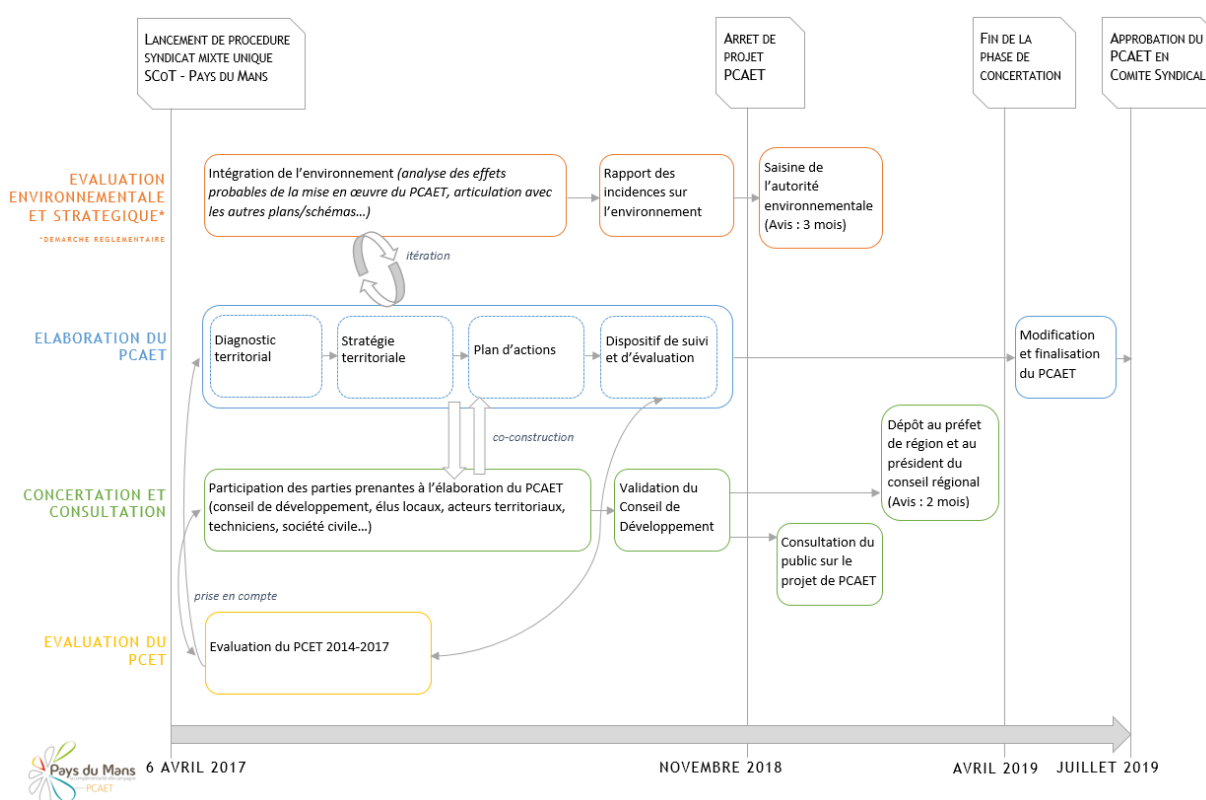 LANCEMENT DE PROCEDURE
SYNDICAT MIXTE UNIQUE
SCOT - PAYS DU MANS
ARRET DE
PROJET
PCAET
FIN DE LA
PHASE DE
CONCERTATION
APPROBATION DU
PCAET EN
COMITE SYNDICAL
EVALUATION
ENVIRONNEMENTALE
ET STRATEGIQUE*
*DEMARCHE REGLEMENTAIRE
Intégration de l’environnement (analyse des effets
probables de la mise en œuvre du PCAET, articulation avec
les autres plans/schémas…)
Rapport des
incidences sur
l’environnement
Saisine de
l’autorité
environnementale
(Avis : 3 mois)
itération
ELABORATION DU
PCAET
Diagnostic
territorial
Stratégie
territoriale
Plan d’actions
Dispositif de suivi
et d’évaluation
Modification
et finalisation
du PCAET
co-construction
CONCERTATION ET
CONSULTATION
Participation des parties prenantes à l’élaboration du PCAET
(conseil de développement, élus locaux, acteurs territoriaux,
techniciens, société civile…)
Validation du
Conseil de
Développement
Dépôt au préfet
de région et au
président du
conseil régional
(Avis : 2 mois)
Consultation du
public sur le
projet de PCAET
prise en compte
EVALUATION DU
PCET
Evaluation du PCET 2014-2017
Pays du Mans
PCAET
6 AVRIL 2017
NOVEMBRE 2018
AVRIL 2019
JUILLET 2019